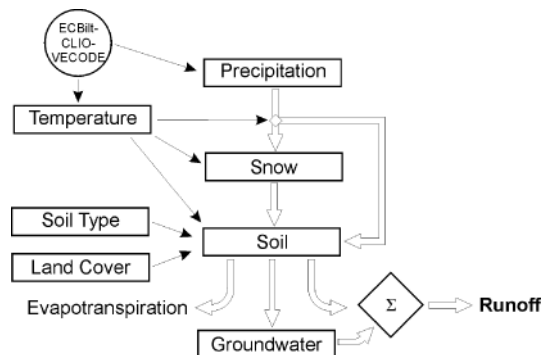 ECBilt-
CLIO-
VECODE
Precipitation
Temperature
Snow
Soil Type
Soil
Land Cover
Evapotranspiration
Σ
Runoff
Groundwater